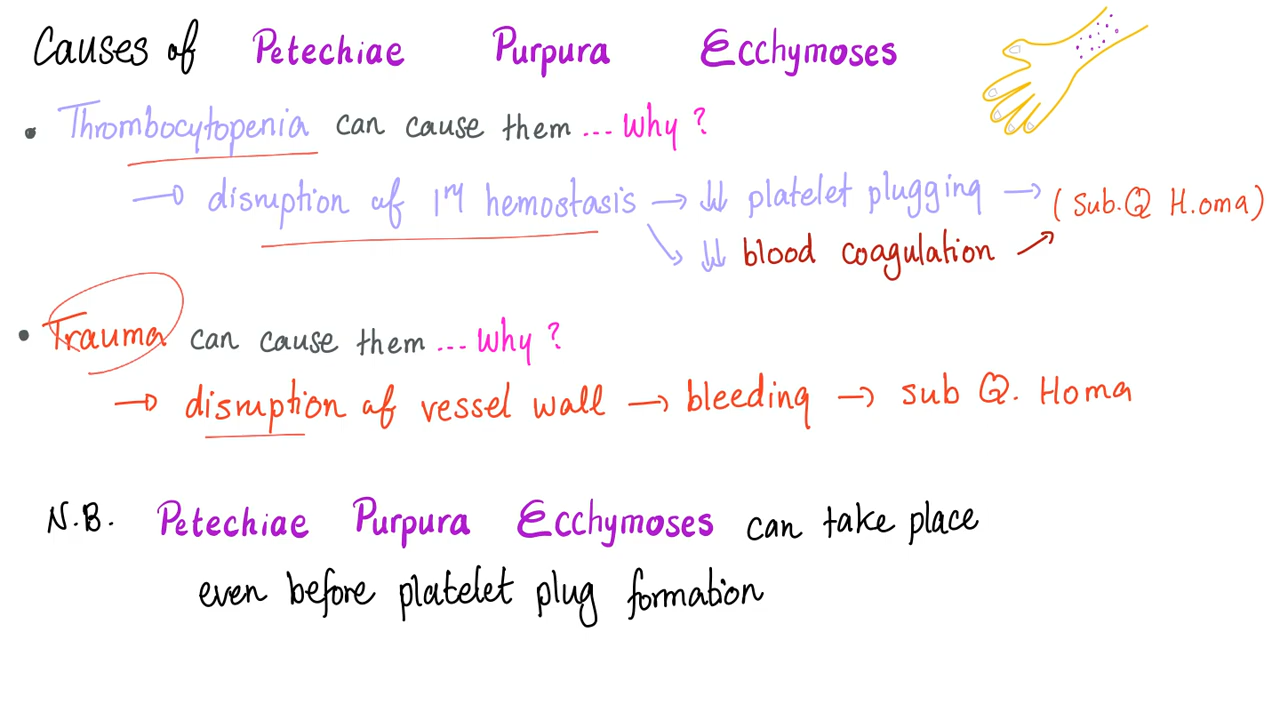 Causes of Petechiae Purpura Ecchymoses
• Thrombocytopenia can cause them ... Why ?
→ disruption of 1ry hemostasis → ↓↓ platelet plugging → (Sub.Q H.oma)
↘ ↓↓ blood coagulation ↗
• Trauma can cause them ... Why ?
→ disruption of vessel wall → bleeding → sub Q. Homa
N.B. Petechiae Purpura Ecchymoses can take place
even before platelet plug formation